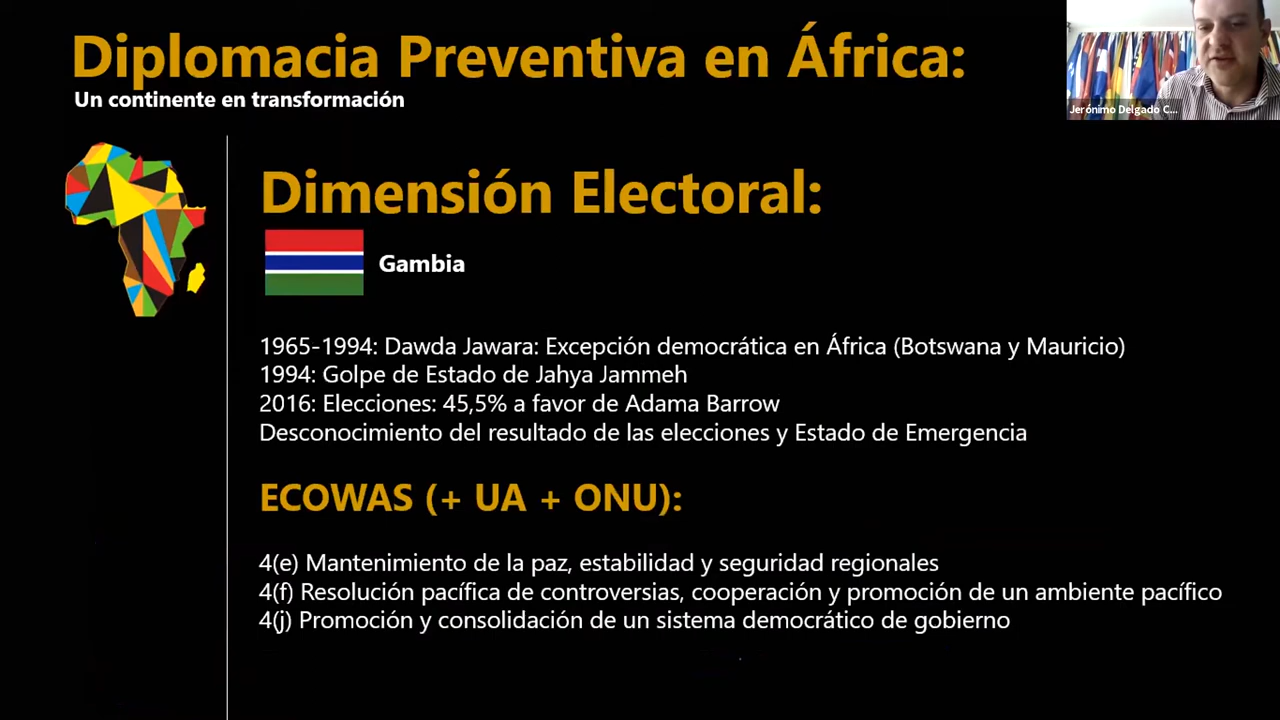 Diplomacia Preventiva en África:
Un continente en transformación
Jerónimo Delgado C...
Dimensión Electoral:
Gambia
1965-1994: Dawda Jawara: Excepción democrática en África (Botswana y Mauricio)
1994: Golpe de Estado de Jahya Jammeh
2016: Elecciones: 45,5% a favor de Adama Barrow
Desconocimiento del resultado de las elecciones y Estado de Emergencia
ECOWAS (+ UA + ONU):
4(e) Mantenimiento de la paz, estabilidad y seguridad regionales
4(f) Resolución pacífica de controversias, cooperación y promoción de un ambiente pacífico
4(j) Promoción y consolidación de un sistema democrático de gobierno